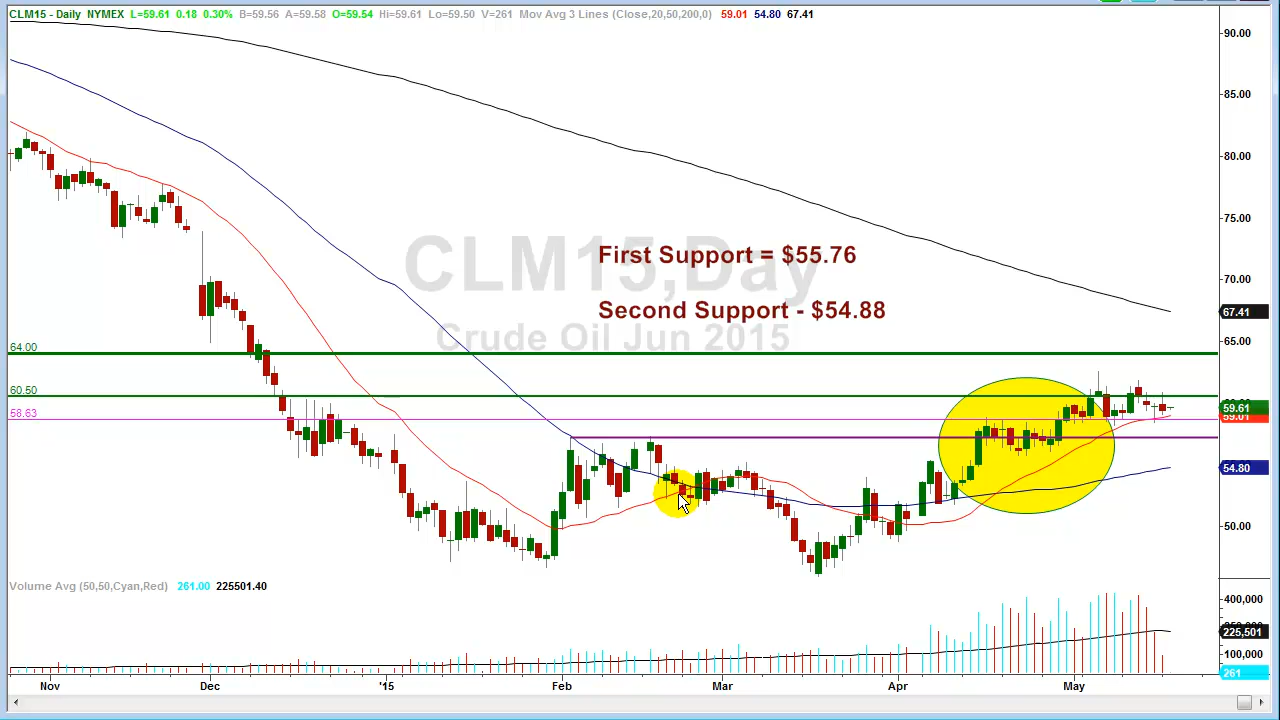 CLM15 - Daily NYMEX L=59.61 0.18 0.30% B=59.56 A=59.58 O=59.54 Hi=59.61 Lo=59.50 V=261 Mov Avg 3 Lines (Close,20,50,200,0) 59.01 54.80 67.41
90.00
85.00
80.00
75.00
CLM15,Day
First Support = $55.76
70.00
Second Support - $54.88
67.41
Crude Oil Jun 2015
65.00
64.00
60.50
59.61
58.63
59.01
54.80
50.00
Volume Avg (50,50,Cyan,Red) 261.00 225501.40
400,000
225,501
100,000
261
Nov Dec '15 Feb Mar Apr May